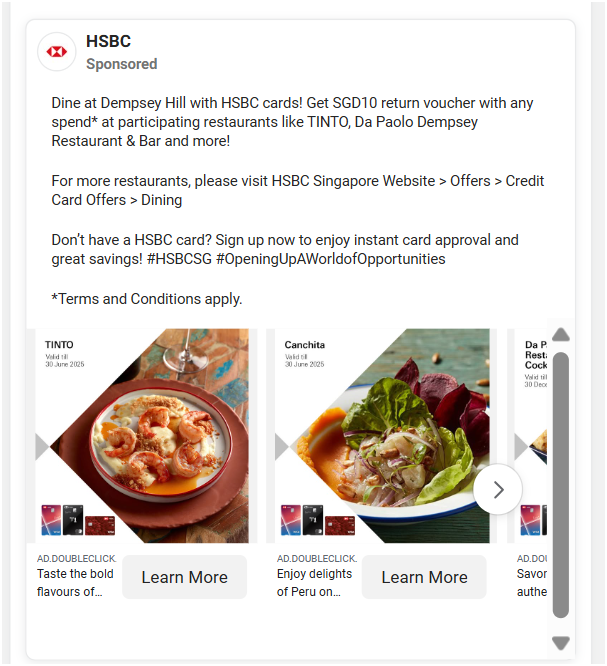 HSBC
Sponsored
Dine at Dempsey Hill with HSBC cards! Get SGD10 return voucher with any
spend* at participating restaurants like TINTO, Da Paolo Dempsey
Restaurant & Bar and more!
For more restaurants, please visit HSBC Singapore Website > Offers > Credit
Card Offers > Dining
Don’t have a HSBC card? Sign up now to enjoy instant card approval and
great savings! #HSBCSG #OpeningUpAWorldofOpportunities
*Terms and Conditions apply.
TINTO
Valid till
30 June 2025
Canchita
Valid till
30 June 2025
Da P
Resta
Cock
Valid til
30 Dece
AD.DOUBLECLICK.
Taste the bold
flavours of...
Learn More
AD.DOUBLECLICK.
Enjoy delights
of Peru on...
Learn More
AD.DOU
Savor
authe